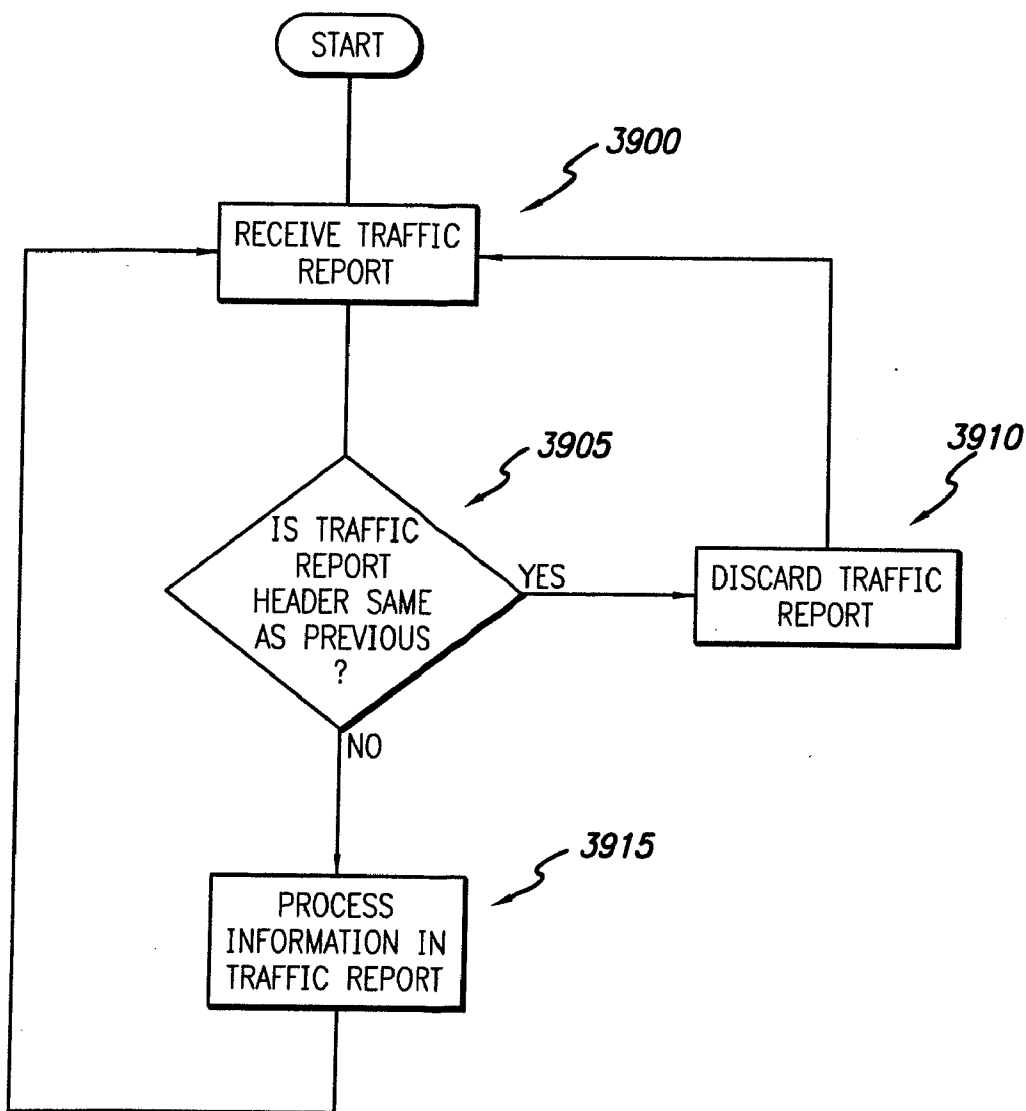 START
3900
RECEIVE TRAFFIC
REPORT
3905
IS TRAFFIC
REPORT
HEADER SAME
AS PREVIOUS
?
YES
3910
DISCARD TRAFFIC
REPORT
NO
3915
PROCESS
INFORMATION IN
TRAFFIC REPORT